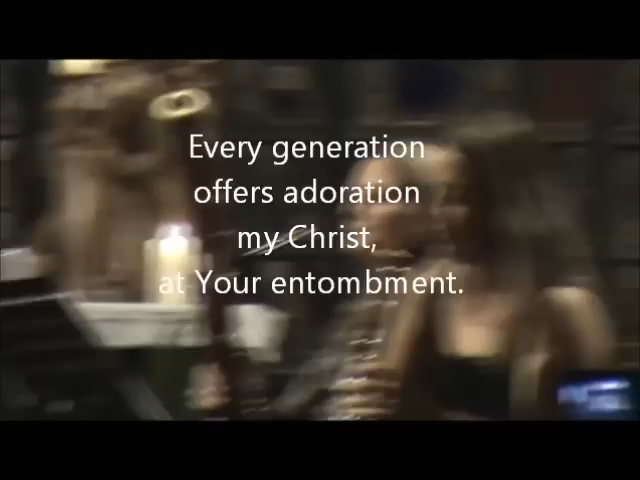 Every generation
offers adoration
my Christ,
at Your entombment.